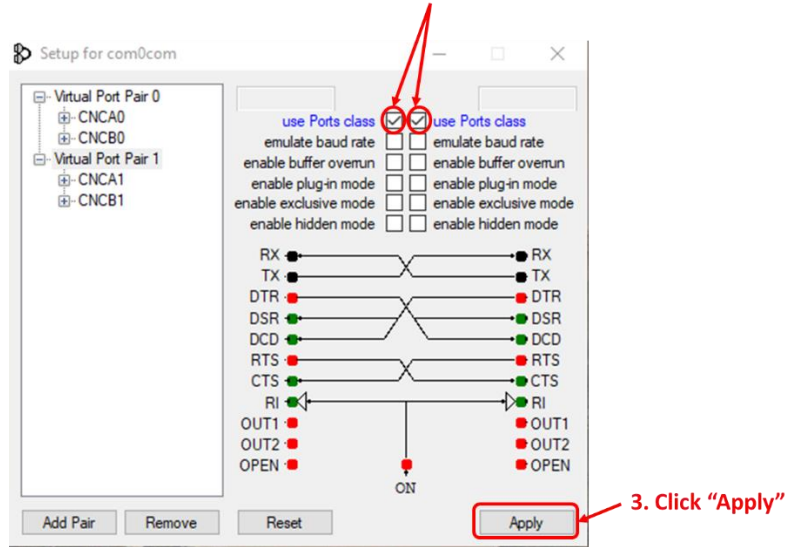 Setup for com0com
Virtual Port Pair 0
CNCA0
CNCB0
Virtual Port Pair 1
CNCA1
CNCB1
use Ports class use Ports class
emulate baud rate emulate baud rate
enable buffer overrun enable buffer overrun
enable plug-in mode enable plug-in mode
enable exclusive mode enable exclusive mode
enable hidden mode enable hidden mode
RX RX
TX TX
DTR DTR
DSR DSR
DCD DCD
RTS RTS
CTS CTS
RI RI
OUT1 OUT1
OUT2 OUT2
OPEN OPEN
ON
3. Click “Apply”
Add Pair Remove Reset Apply